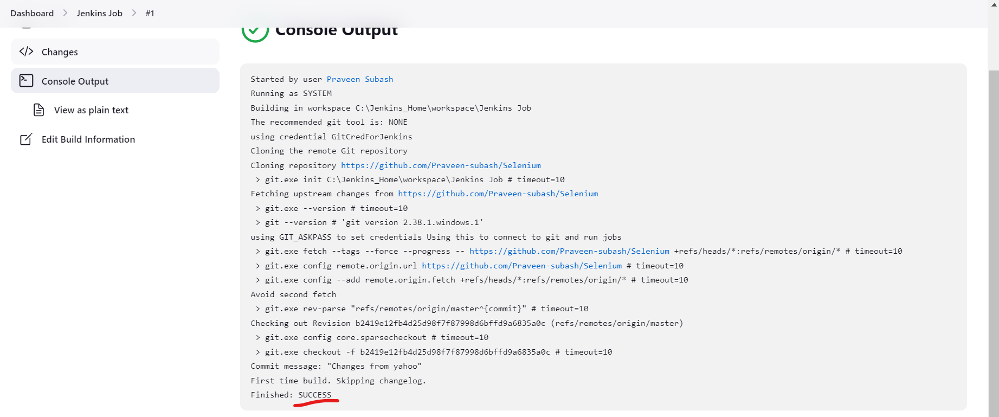 Dashboard > Jenkins Job > #1
Changes
Console Output
View as plain text
Edit Build Information
Console Output
Started by user Praveen Subash
Running as SYSTEM
Building in workspace C:\Jenkins_Home\workspace\Jenkins Job
The recommended git tool is: NONE
using credential GitCredForJenkins
Cloning the remote Git repository
Cloning repository https://github.com/Praveen-subash/Selenium
 > git.exe init C:\Jenkins_Home\workspace\Jenkins Job # timeout=10
Fetching upstream changes from https://github.com/Praveen-subash/Selenium
 > git.exe --version # timeout=10
 > git --version # 'git version 2.38.1.windows.1'
using GIT_ASKPASS to set credentials Using this to connect to git and run jobs
 > git.exe fetch --tags --force --progress -- https://github.com/Praveen-subash/Selenium +refs/heads/*:refs/remotes/origin/* # timeout=10
 > git.exe config remote.origin.url https://github.com/Praveen-subash/Selenium # timeout=10
 > git.exe config --add remote.origin.fetch +refs/heads/*:refs/remotes/origin/* # timeout=10
Avoid second fetch
 > git.exe rev-parse "refs/remotes/origin/master^{commit}" # timeout=10
Checking out Revision b2419e12fb4d25d98f7f87998d6bffd9a6835a0c (refs/remotes/origin/master)
 > git.exe config core.sparsecheckout # timeout=10
 > git.exe checkout -f b2419e12fb4d25d98f7f87998d6bffd9a6835a0c # timeout=10
Commit message: "Changes from yahoo"
First time build. Skipping changelog.
Finished: SUCCESS